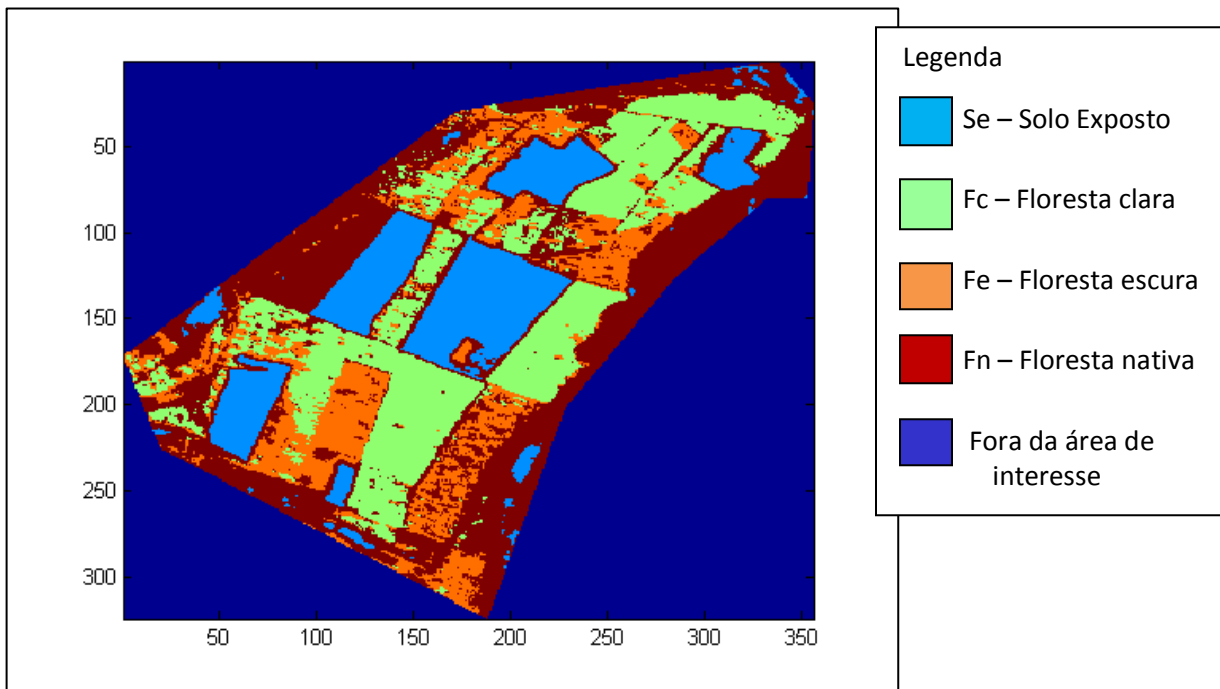 50
100
150
200
250
300
50 100 150 200 250 300 350
Legenda
Se – Solo Exposto
Fc – Floresta clara
Fe – Floresta escura
Fn – Floresta nativa
Fora da área de
interesse